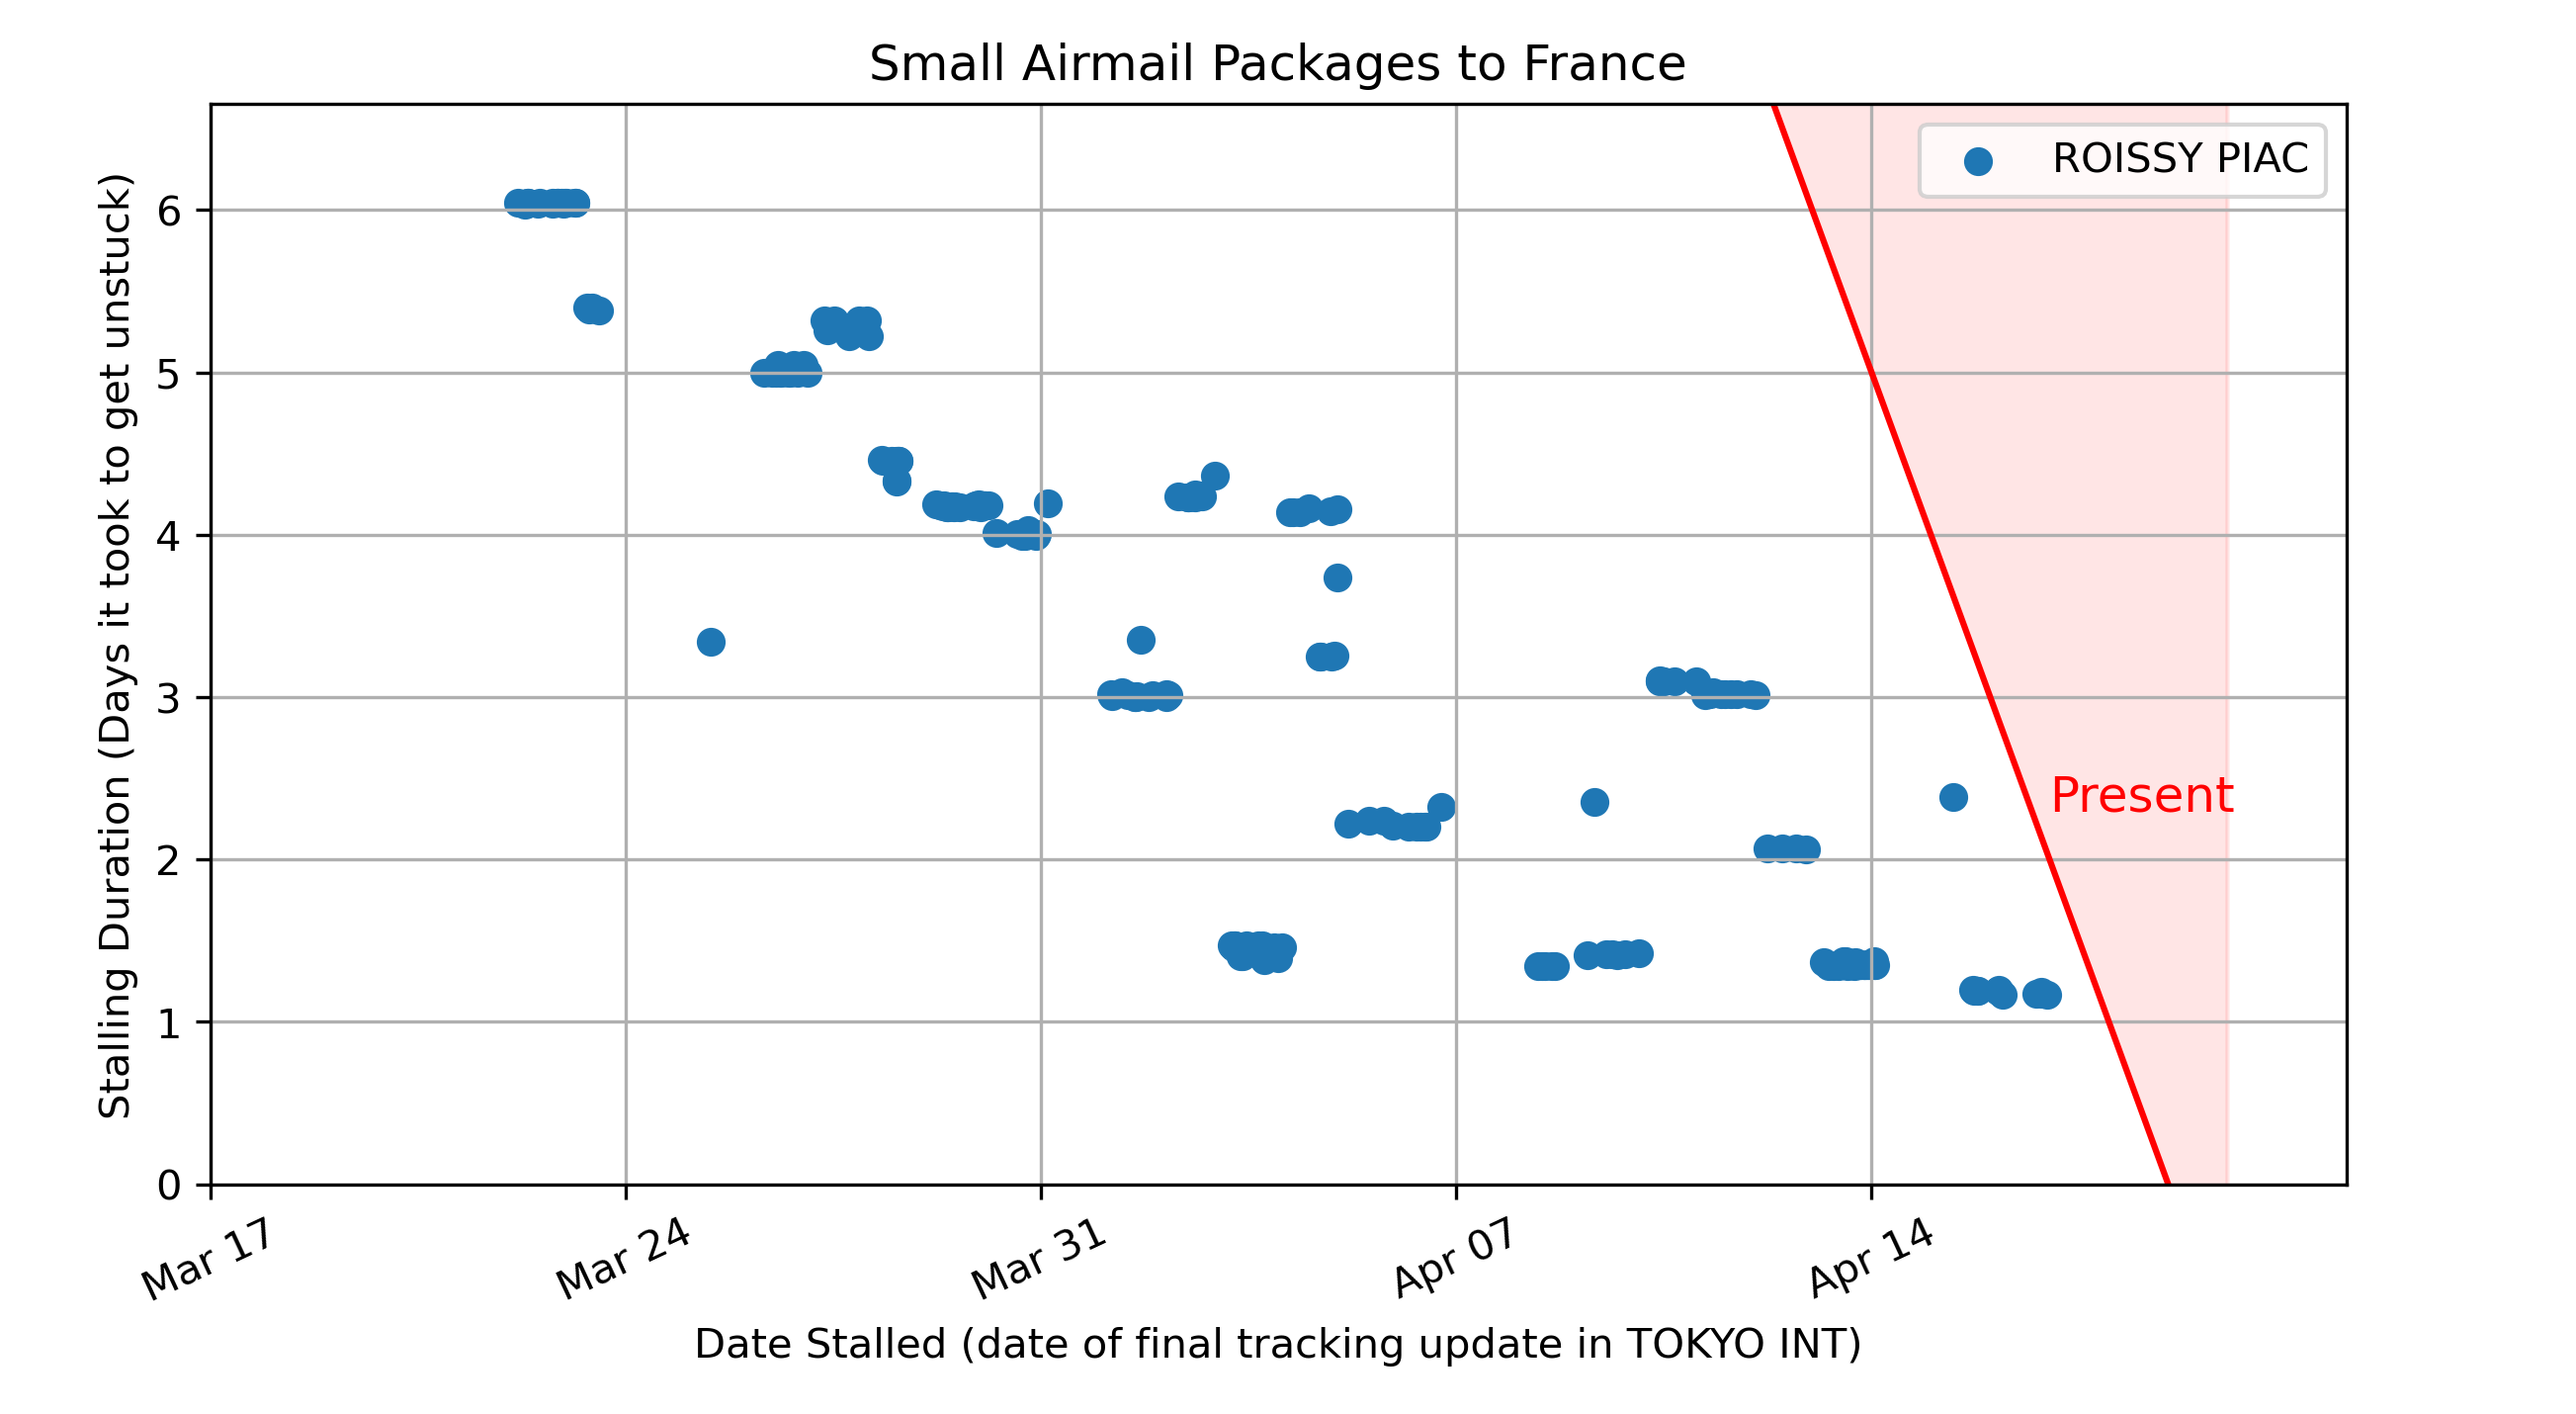 Small Airmail Packages to France
ROISSY PIAC
Stalling Duration (Days it took to get unstuck)
6
5
4
3
2
1
0
Present
Mar 17
Mar 24
Mar 31
Apr 07
Apr 14
Date Stalled (date of final tracking update in TOKYO INT)